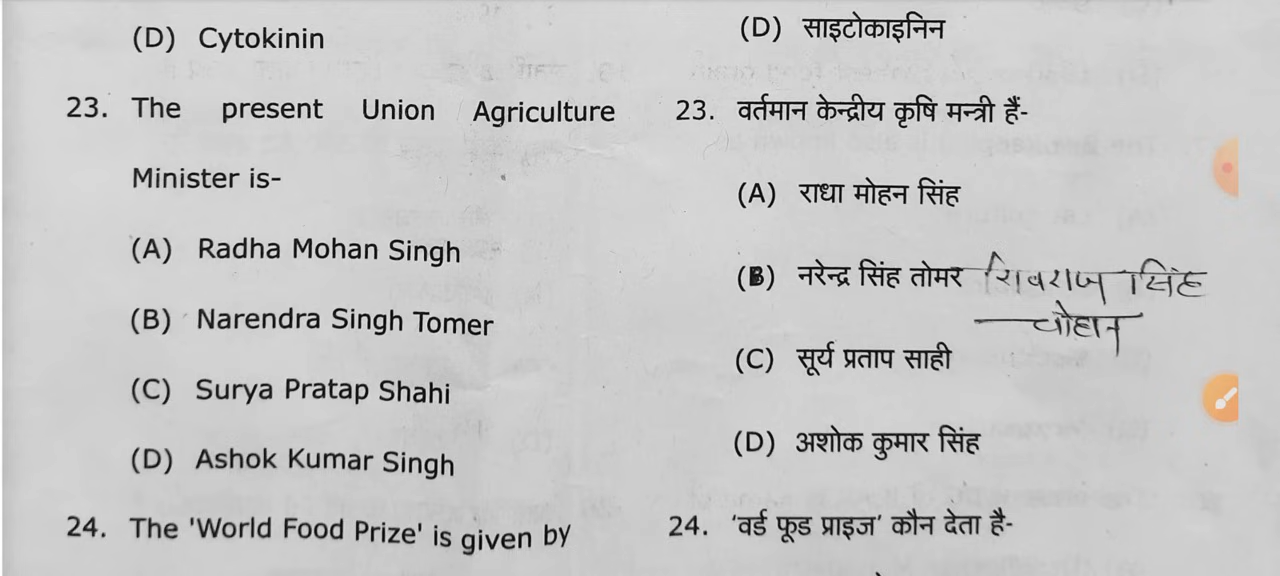 (D) Cytokinin
23. The present Union Agriculture
Minister is-
(A) Radha Mohan Singh
(B) Narendra Singh Tomer
(C) Surya Pratap Shahi
(D) Ashok Kumar Singh
24. The 'World Food Prize' is given by
(D) साइटोकाइनिन
23. वर्तमान केन्द्रीय कृषि मन्त्री हैं-
(A) राधा मोहन सिंह
(B) नरेन्द्र सिंह तोमर शिवराज सिंह
चौहान
(C) सूर्य प्रताप साही
(D) अशोक कुमार सिंह
24. 'वर्ड फूड प्राइज' कौन देता है-